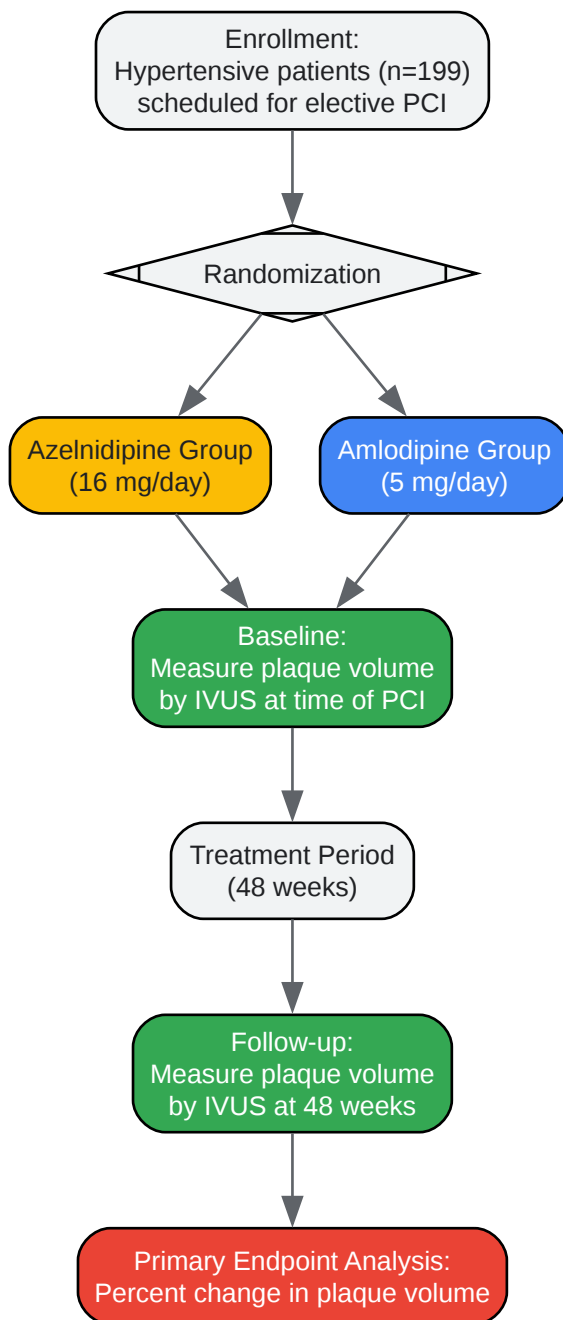 Enrollment:
Hypertensive patients (n=199)
scheduled for elective PCI
Randomization
Azelnidipine Group
(16 mg/day)
Amlodipine Group
(5 mg/day)
Baseline:
Measure plaque volume
by IVUS at time of PCI
Treatment Period
(48 weeks)
Follow-up:
Measure plaque volume
by IVUS at 48 weeks
Primary Endpoint Analysis:
Percent change in plaque volume